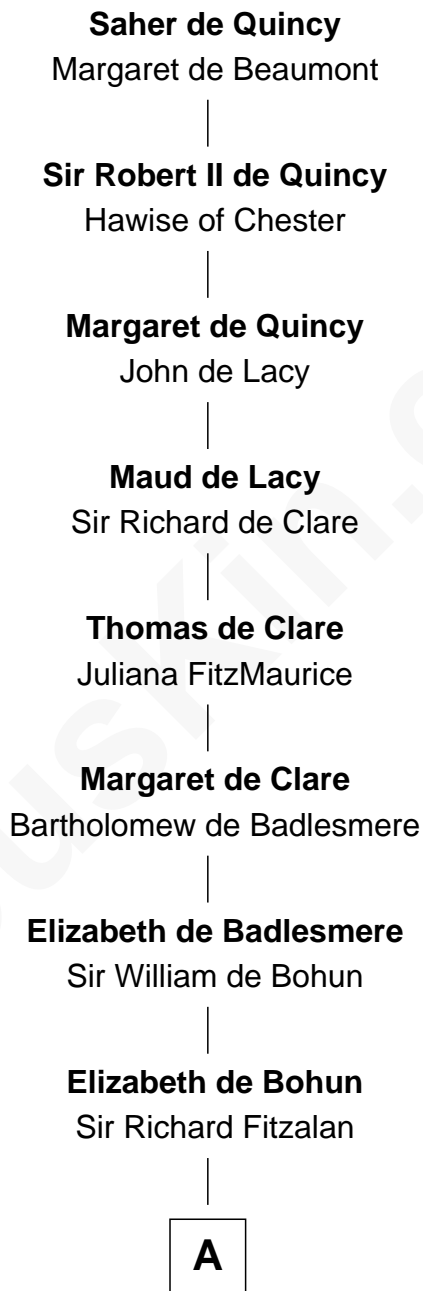 Saher de Quincy
Margaret de Beaumont
Sir Robert II de Quincy
Hawise of Chester
Margaret de Quincy
John de Lacy
Maud de Lacy
Sir Richard de Clare
Thomas de Clare
Juliana FitzMaurice
Margaret de Clare
Bartholomew de Badlesmere
Elizabeth de Badlesmere
Sir William de Bohun
Elizabeth de Bohun
Sir Richard Fitzalan
A